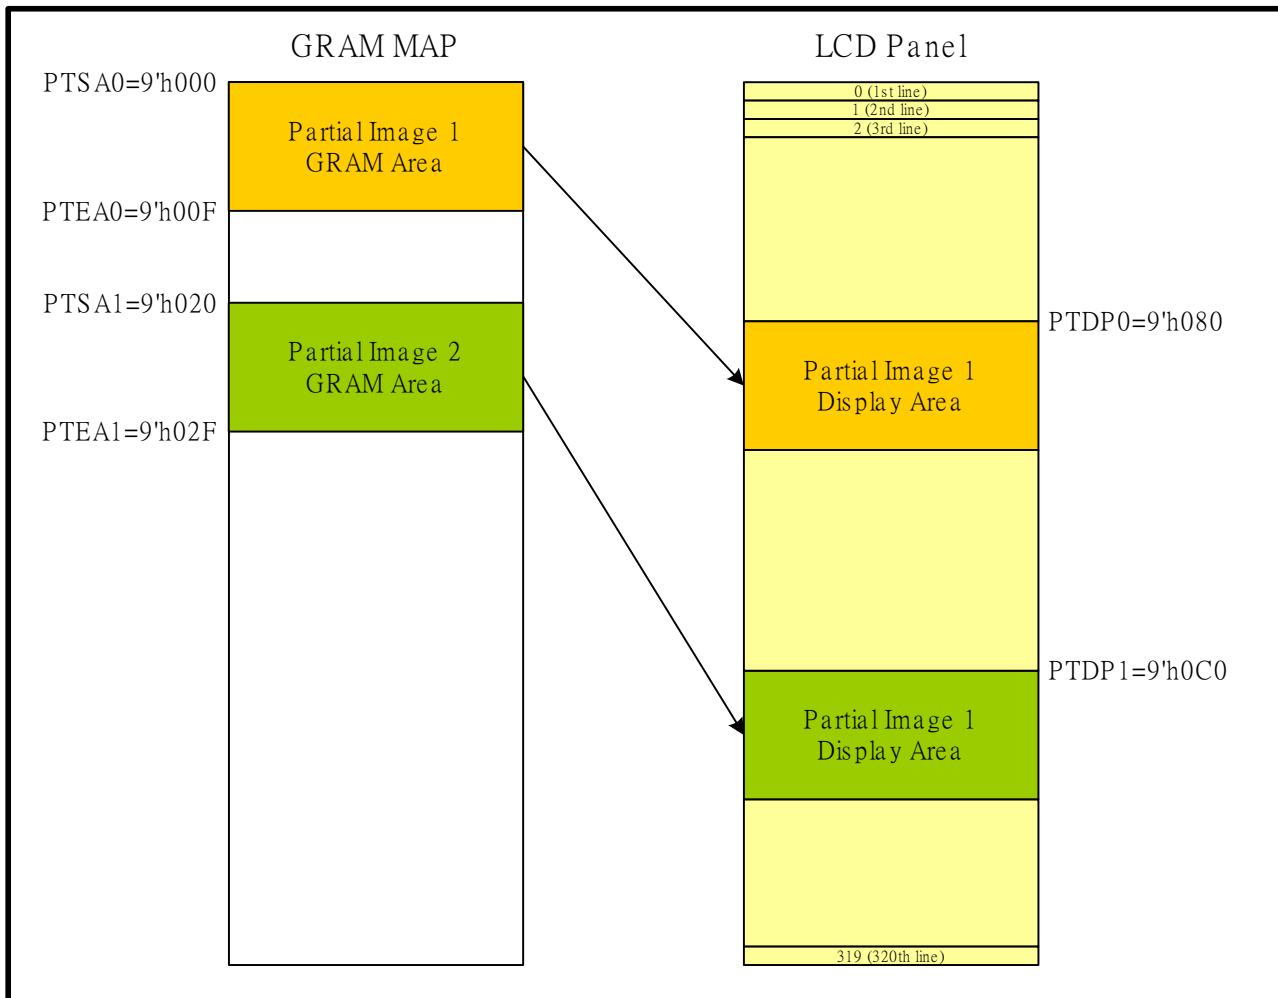 GRAM MAP
LCD Panel
PTSA0=9'h000
0 (1st line)
1 (2nd line)
2 (3rd line)
Partial Image 1
GRAM Area
PTEA0=9'h00F
PTSA1=9'h020
PTDP0=9'h080
Partial Image 2
GRAM Area
Partial Image 1
Display Area
PTEA1=9'h02F
PTDP1=9'h0C0
Partial Image 1
Display Area
319 (320th line)